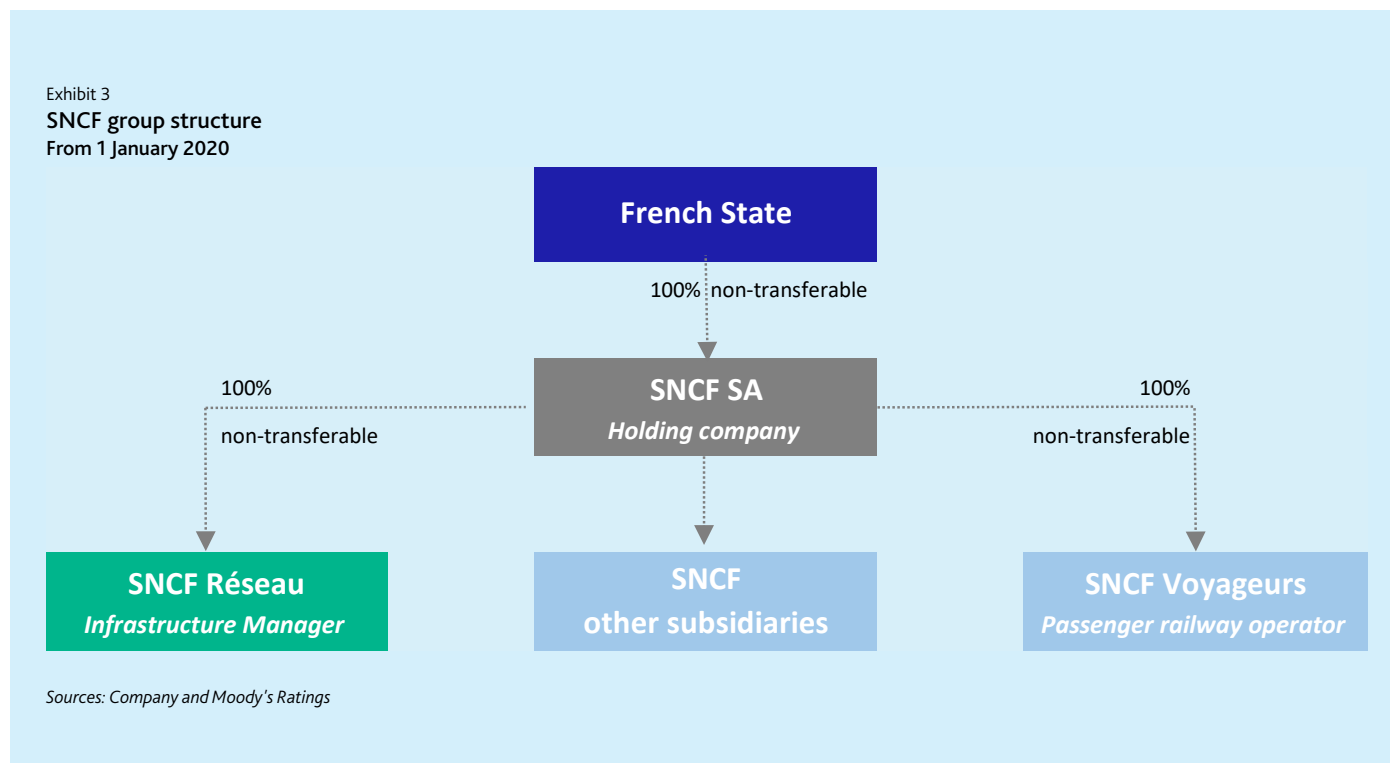 Exhibit 3
SNCF group structure
From 1 January 2020
French State
100% non-transferable
SNCF SA
Holding company
100%
non-transferable
100%
non-transferable
SNCF Réseau
Infrastructure Manager
SNCF
other subsidiaries
SNCF Voyageurs
Passenger railway operator
Sources: Company and Moody's Ratings